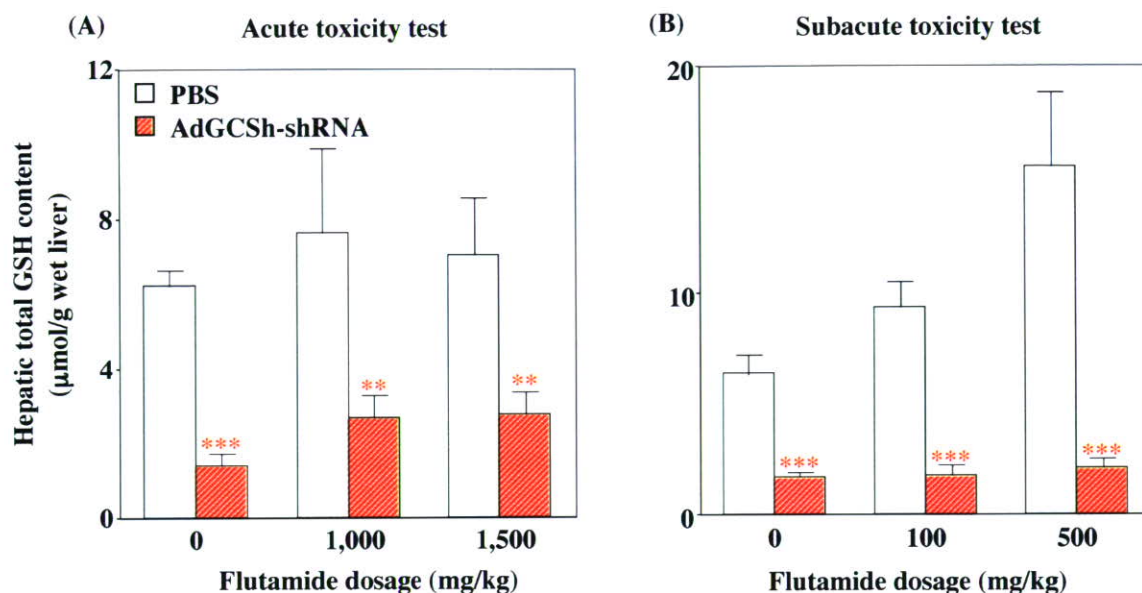 (A) Acute toxicity test
Hepatic total GSH content
(µmol/g wet liver)
12
8
4
0
PBS
AdGCSh-shRNA
***
**
**
0 1,000 1,500
Flutamide dosage (mg/kg)
(B) Subacute toxicity test
20
10
0
***
***
***
0 100 500
Flutamide dosage (mg/kg)